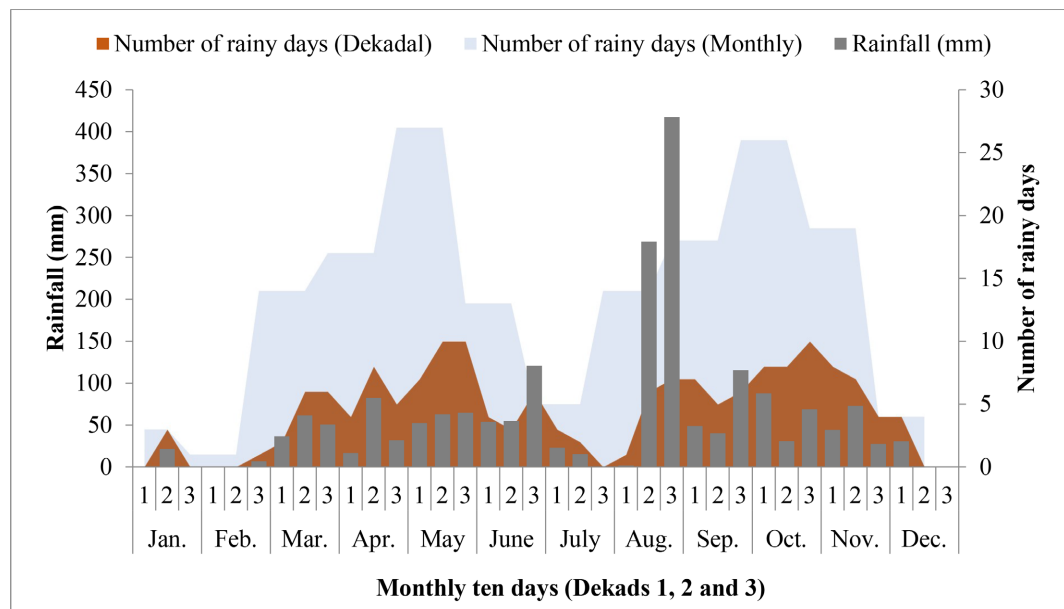 Number of rainy days (Dekadal) Number of rainy days (Monthly) Rainfall (mm)
450
400
350
300
250
200
150
100
50
0
Rainfall (mm)
30
25
20
15
10
5
0
Number of rainy days
1 2 3 1 2 3 1 2 3 1 2 3 1 2 3 1 2 3 1 2 3 1 2 3 1 2 3 1 2 3 1 2 3 1 2 3
Jan. Feb. Mar. Apr. May June July Aug. Sep. Oct. Nov. Dec.
Monthly ten days (Dekads 1, 2 and 3)